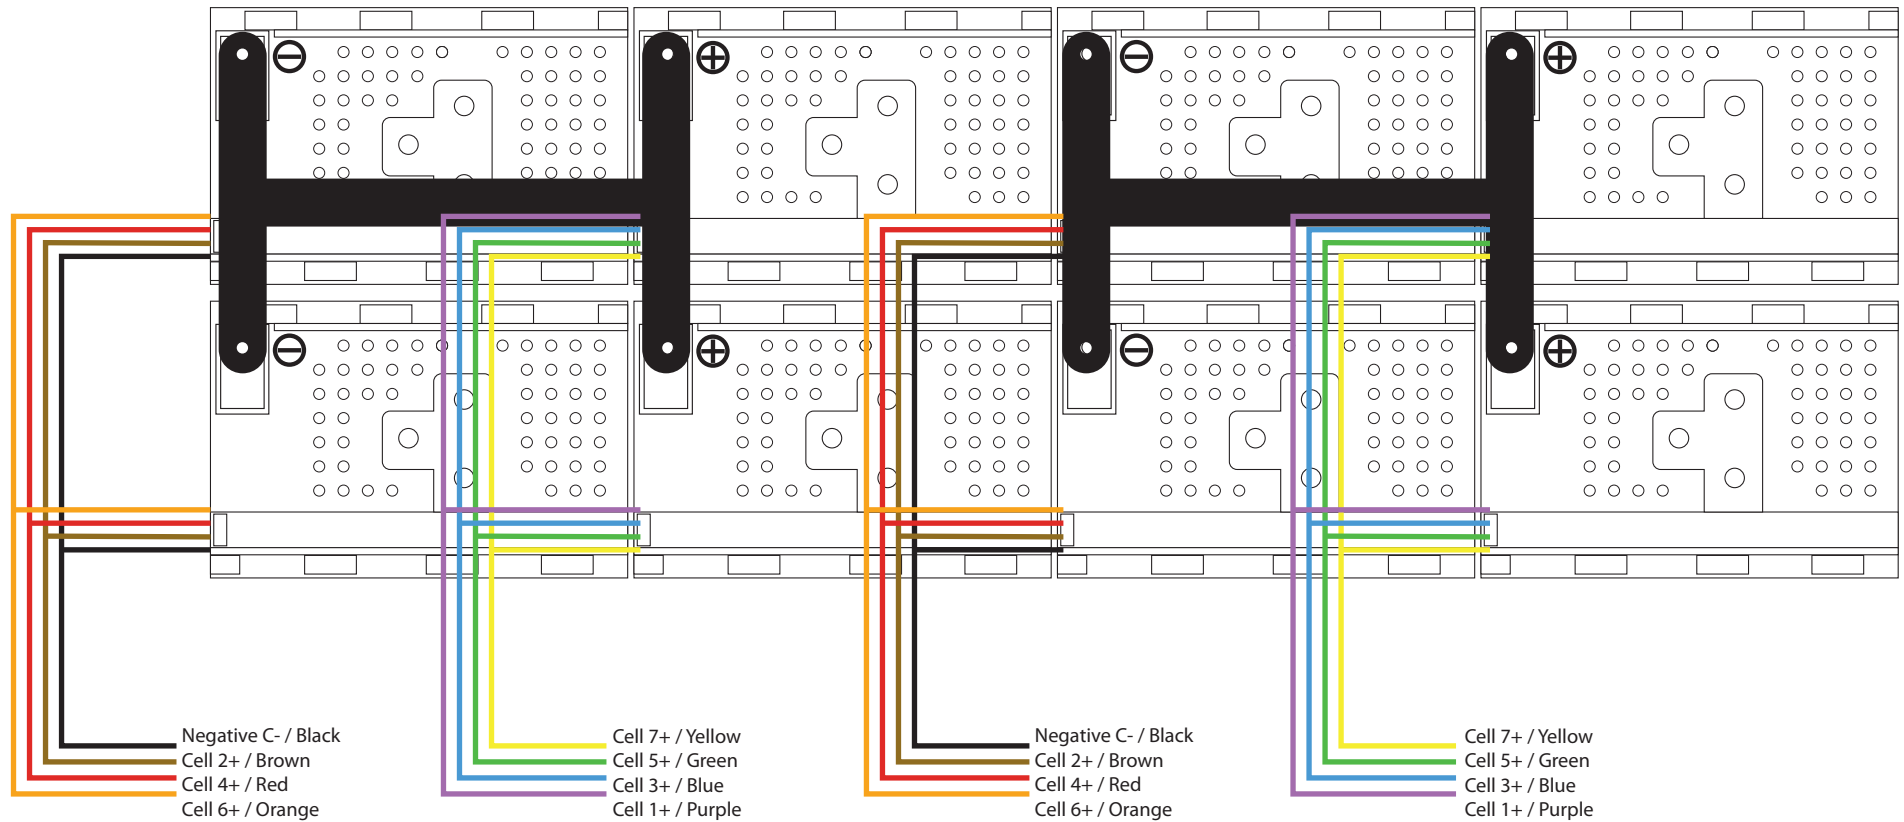 Negative C- / Black
Cell 2+ / Brown
Cell 4+ / Red
Cell 6+ / Orange
Cell 7+ / Yellow
Cell 5+ / Green
Cell 3+ / Blue
Cell 1+ / Purple
Negative C- / Black
Cell 2+ / Brown
Cell 4+ / Red
Cell 6+ / Orange
Cell 7+ / Yellow
Cell 5+ / Green
Cell 3+ / Blue
Cell 1+ / Purple